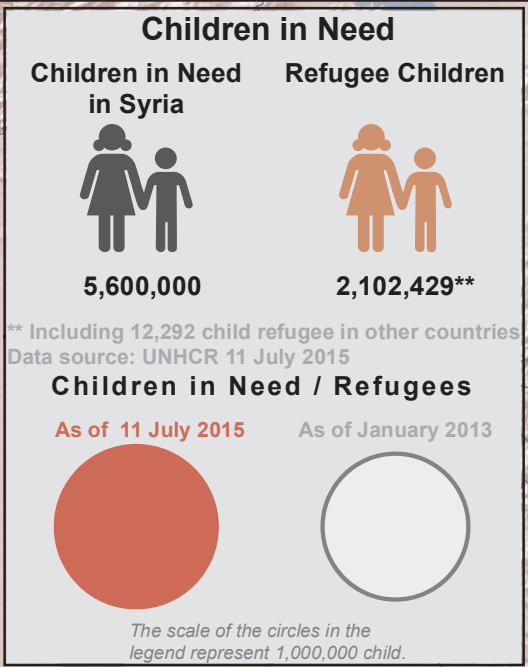 Children in Need
Children in Need
in Syria
Refugee Children
5,600,000
2,102,429**
** Including 12,292 child refugee in other countries
Data source: UNHCR 11 July 2015
Children in Need / Refugees
As of 11 July 2015
As of January 2013
The scale of the circles in the
legend represent 1,000,000 child.